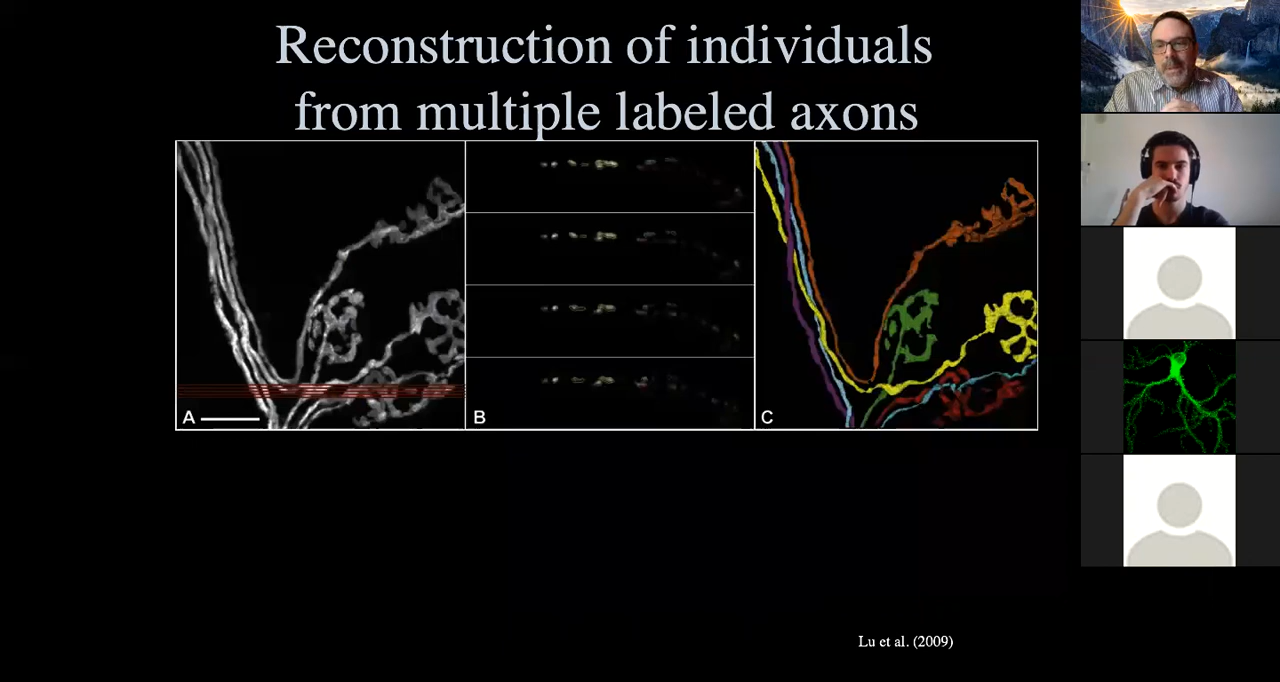 Reconstruction of individuals
from multiple labeled axons
A
B
C
Lu et al. (2009)